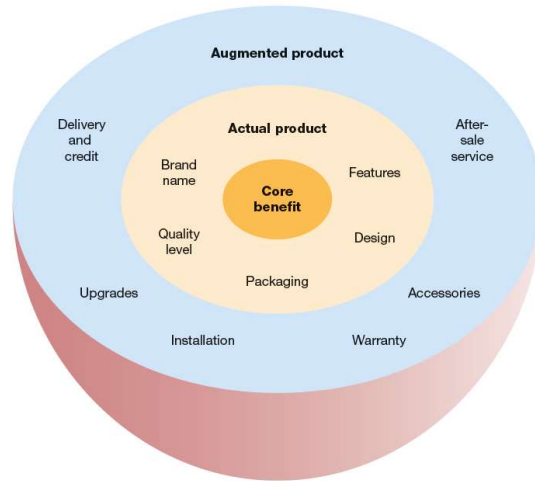 Augmented product
Delivery
and
credit
After-
sale
service
Actual product
Brand
name
Features
Core
benefit
Quality
level
Design
Packaging
Upgrades
Accessories
Installation
Warranty